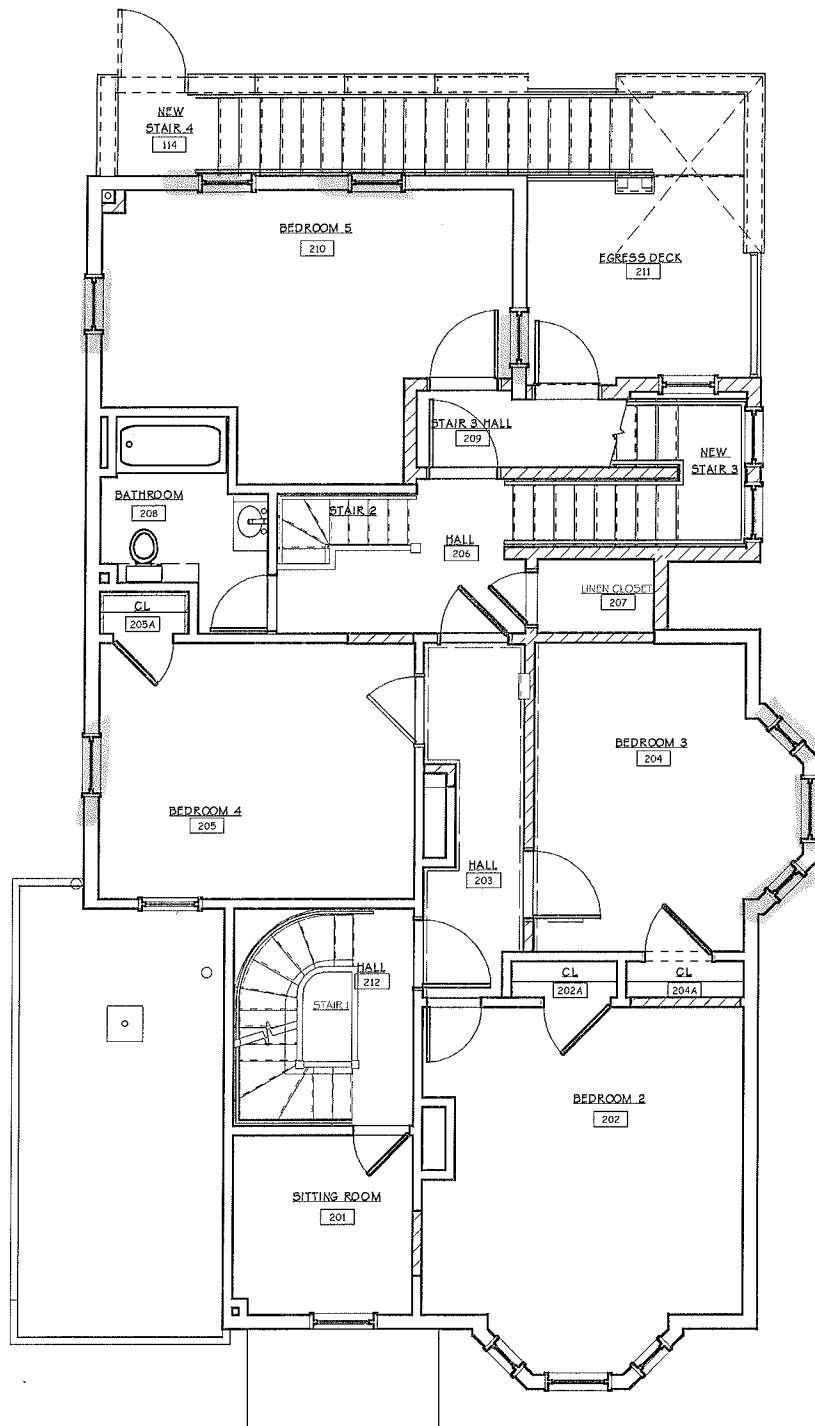 NEW
STAIR 4
114
BEDROOM 5
210
EGRESS DECK
211
STAIR 3 HALL
209
NEW
STAIR 3
BATHROOM
208
STAIR 2
HALL
206
LINEN CLOSET
207
CL
205A
BEDROOM 3
204
BEDROOM 4
205
HALL
203
HALL
212
CL
202A
CL
204A
STAIR 1
BEDROOM 2
202
SITTING ROOM
201